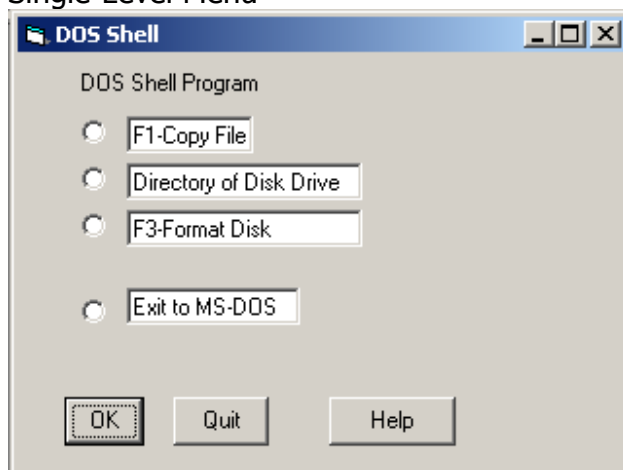 Single Level Menu
DOS Shell
DOS Shell Program
F1-Copy File
Directory of Disk Drive
F3-Format Disk
Exit to MS-DOS
OK Quit Help